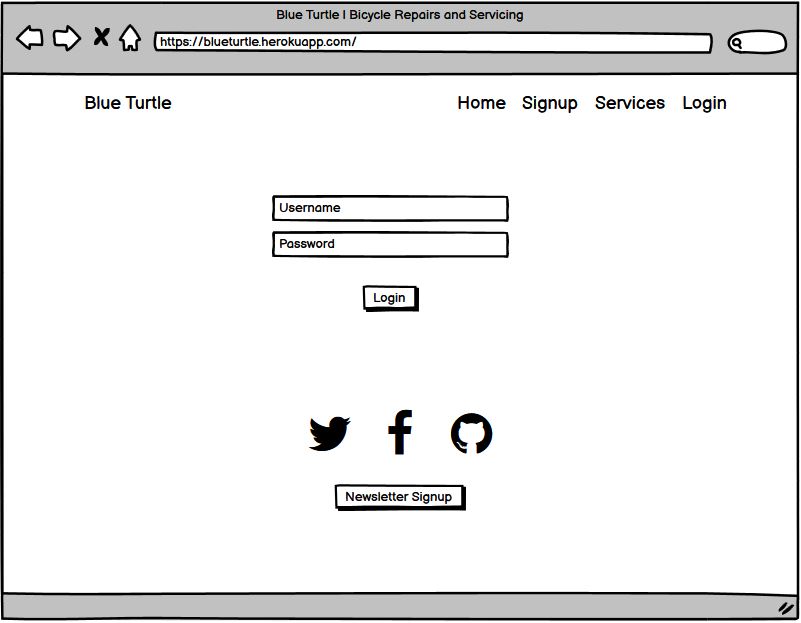 Blue Turtle | Bicycle Repairs and Servicing
https://blueturtle.herokuapp.com/
Blue Turtle Home Signup Services Login
Username
Password
Login
Newsletter Signup